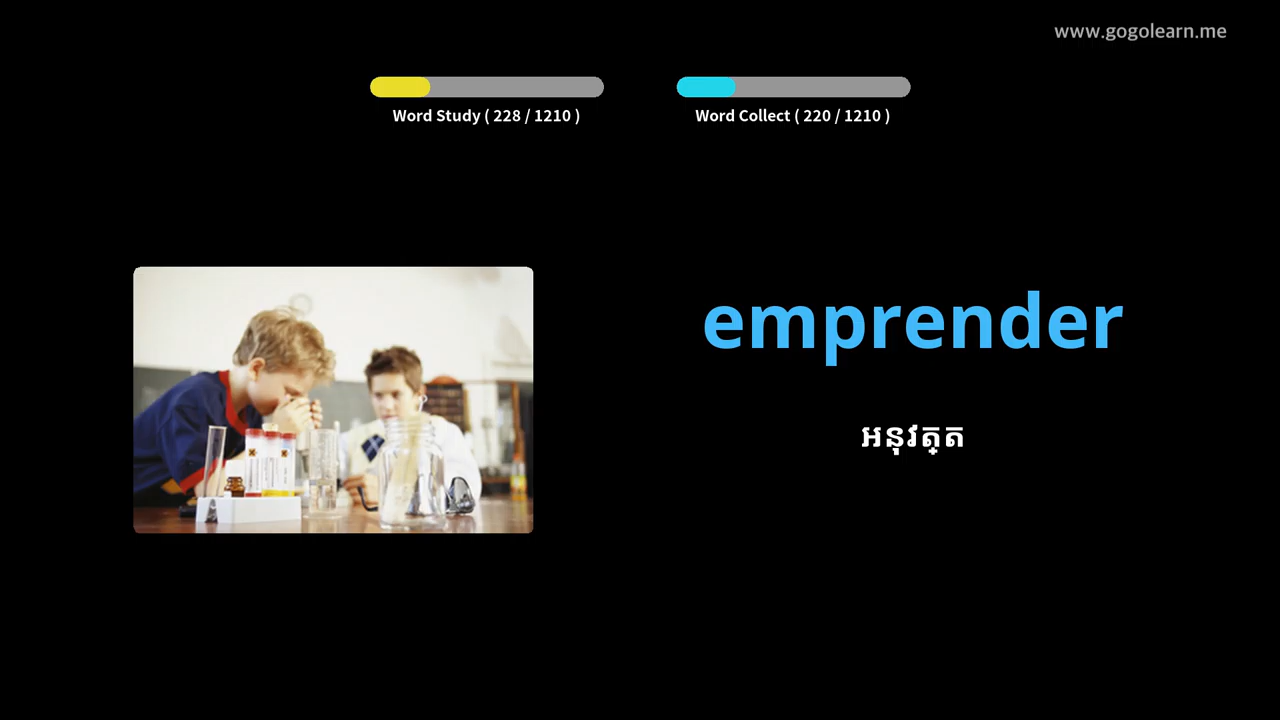 www.gogolearn.me
Word Study ( 228 / 1210 )
Word Collect ( 220 / 1210 )
emprender
អនុវត្ត